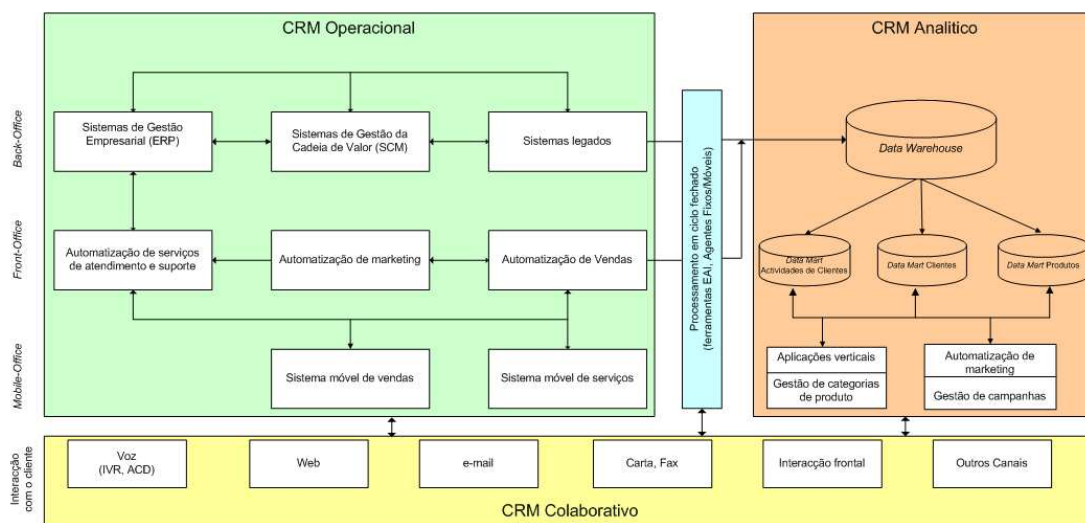 CRM Operacional
CRM Analitico
Back-Office
Sistemas de Gestão
Empresarial (ERP)
Sistemas de Gestão da
Cadeia de Valor (SCM)
Sistemas legados
Data Warehouse
Front-Office
Automatização de serviços
de atendimento e suporte
Automatização de marketing
Automatização de Vendas
Processamento em ciclo fechado
(ferramentas EAI, Agentes Fixos/Móveis)
Data Mart
Actividades de Clientes
Data Mart Clientes
Data Mart Produtos
Mobile-Office
Sistema móvel de vendas
Sistema móvel de serviços
Aplicações verticais
Gestão de categorias
de produto
Automatização de
marketing
Gestão de campanhas
Interacção
com o cliente
Voz
(IVR, ACD)
Web
e-mail
Carta, Fax
Interacção frontal
Outros Canais
CRM Colaborativo